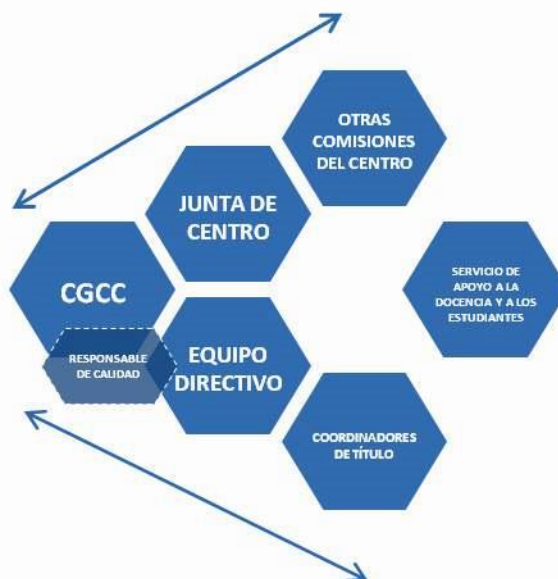 OTRAS
COMISIONES
DEL CENTRO
JUNTA DE
CENTRO
CGCC
SERVICIO DE
APOYO A LA
DOCENCIA Y A LOS
ESTUDIANTES
RESPONSABLE
DE CALIDAD
EQUIPO
DIRECTIVO
COORDINADORES
DE TÍTULO